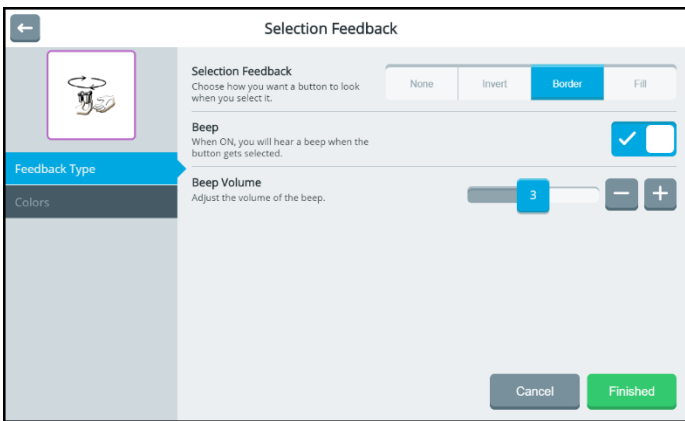 Selection Feedback
Feedback Type
Colors
Selection Feedback
Choose how you want a button to look
when you select it.
None Invert Border Fill
Beep
When ON, you will hear a beep when the
button gets selected.
Beep Volume
Adjust the volume of the beep.
3
Cancel Finished